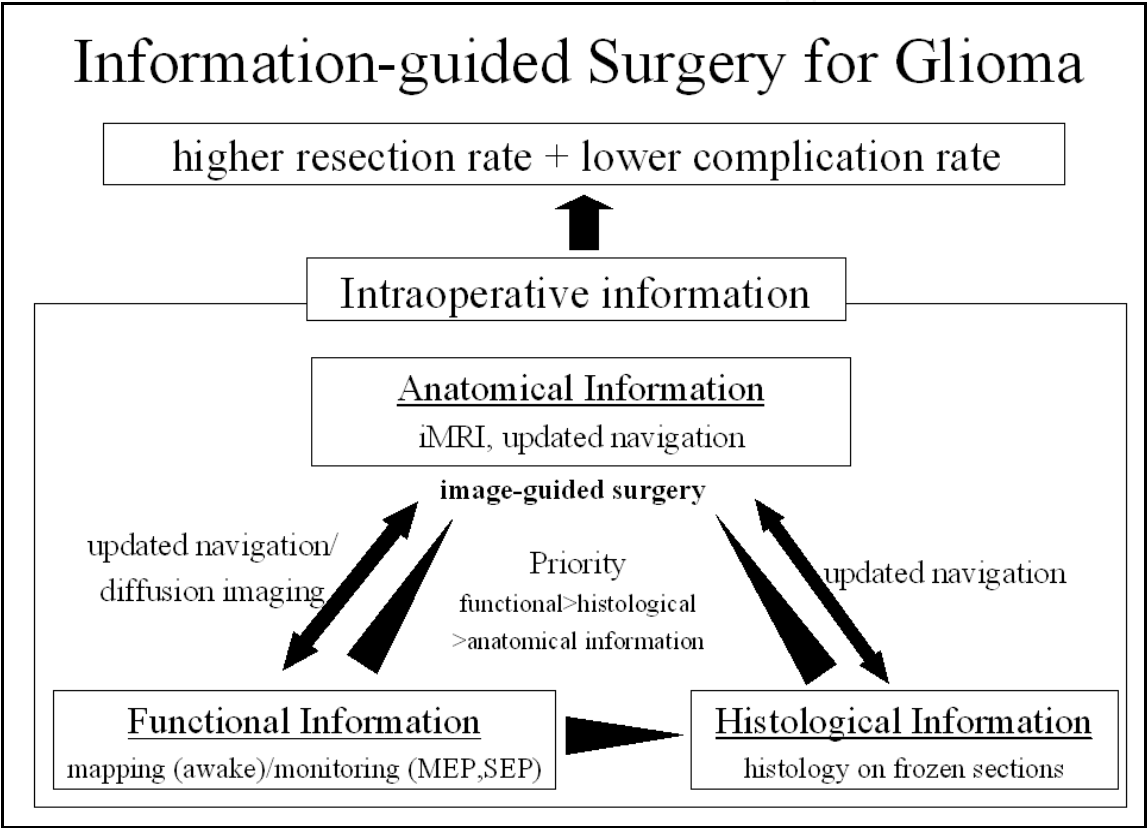 Information-guided Surgery for Glioma
higher resection rate + lower complication rate
Intraoperative information
Anatomical Information
iMRI, updated navigation
image-guided surgery
updated navigation/
diffusion imaging
Priority
functional>histological
>anatomical information
updated navigation
Functional Information
mapping (awake)/monitoring (MEP,SEP)
Histological Information
histology on frozen sections